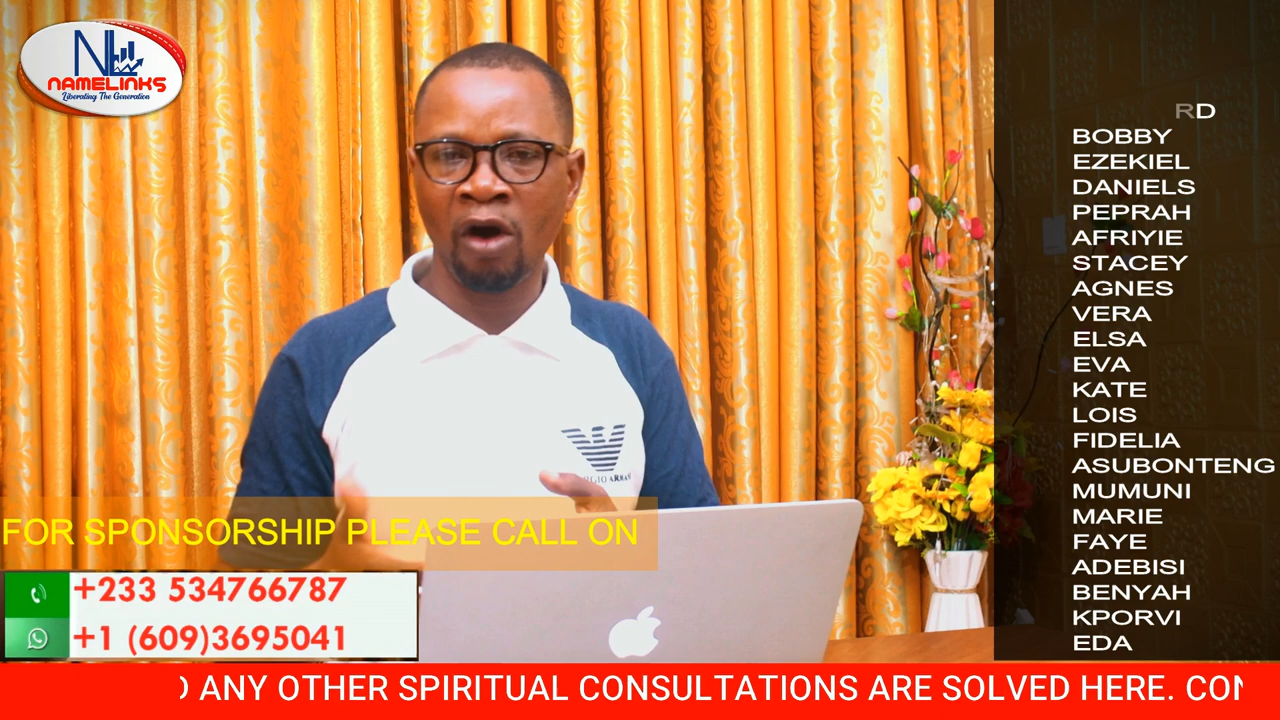 NL
NAMELINKS
Liberating The Generation
RD
BOBBY
EZEKIEL
DANIELS
PEPRAH
AFRIYIE
STACEY
AGNES
VERA
ELSA
EVA
KATE
LOIS
FIDELIA
ASUBONTENG
MUMUNI
MARIE
FAYE
ADEBISI
BENYAH
KPORVI
EDA
FOR SPONSORSHIP PLEASE CALL ON
+233 534766787
+1 (609)3695041
ANY OTHER SPIRITUAL CONSULTATIONS ARE SOLVED HERE.